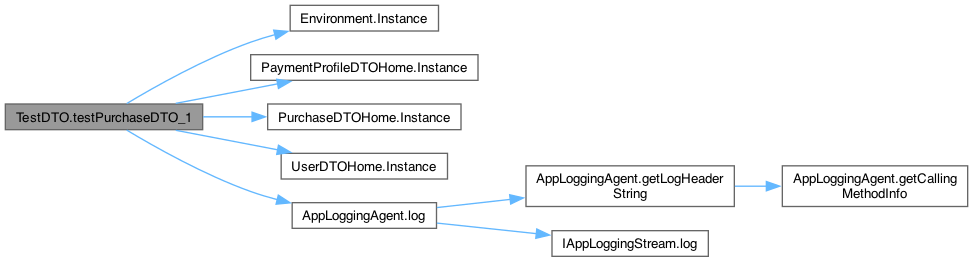 Environment.Instance
PaymentProfileDTOHome.Instance
TestDTO.testPurchaseDTO_1
PurchaseDTOHome.Instance
UserDTOHome.Instance
AppLoggingAgent.log
AppLoggingAgent.getLogHeader
String
AppLoggingAgent.getCalling
MethodInfo
IAppLoggingStream.log